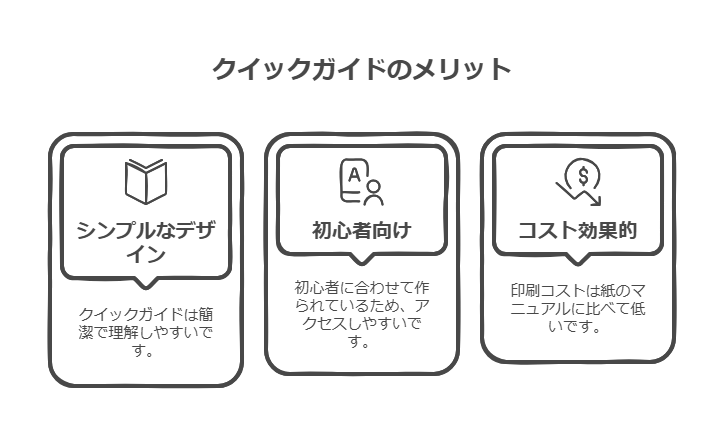 クイックガイドのメリット
シンプルなデザ
イン
クイックガイドは簡
潔で理解しやすいで
す。
A
初心者向け
初心者に合わせて作
られているため、ア
クセスしやすいで
す。
$
コスト効果的
印刷コストは紙のマ
ニュアルに比べて低
いです。